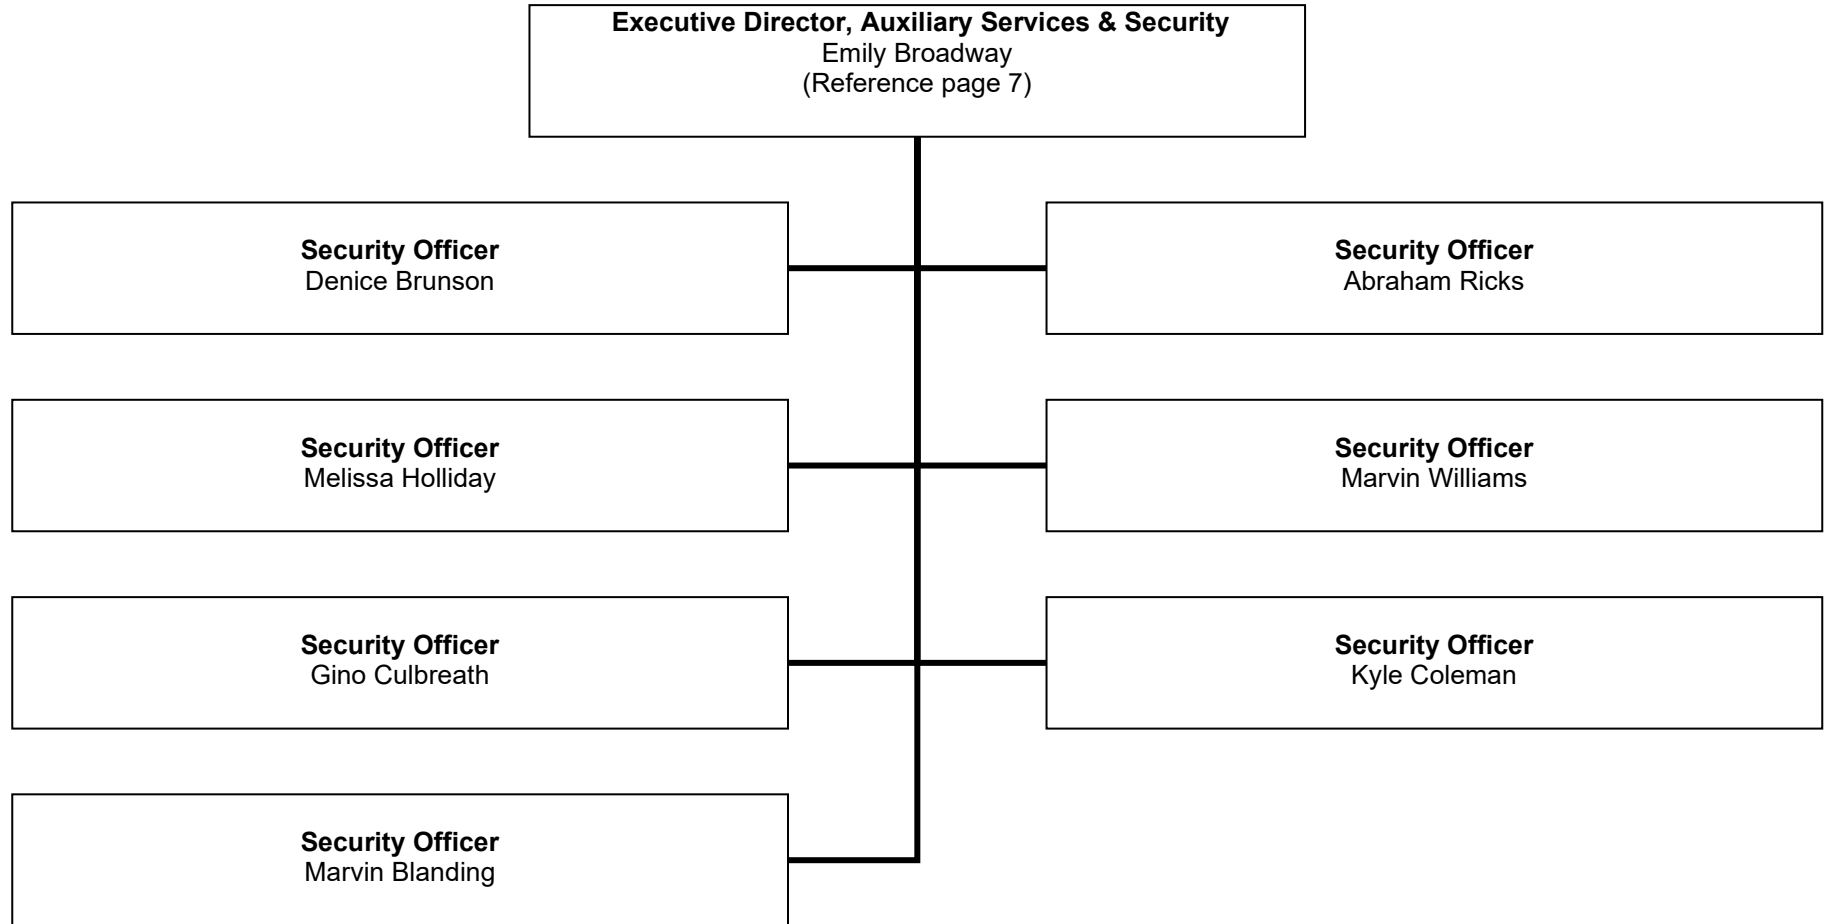 Executive Director, Auxiliary Services & Security
Emily Broadway
(Reference page 7)
Security Officer
Denice Brunson
Security Officer
Abraham Ricks
Security Officer
Melissa Holliday
Security Officer
Marvin Williams
Security Officer
Gino Culbreath
Security Officer
Kyle Coleman
Security Officer
Marvin Blanding